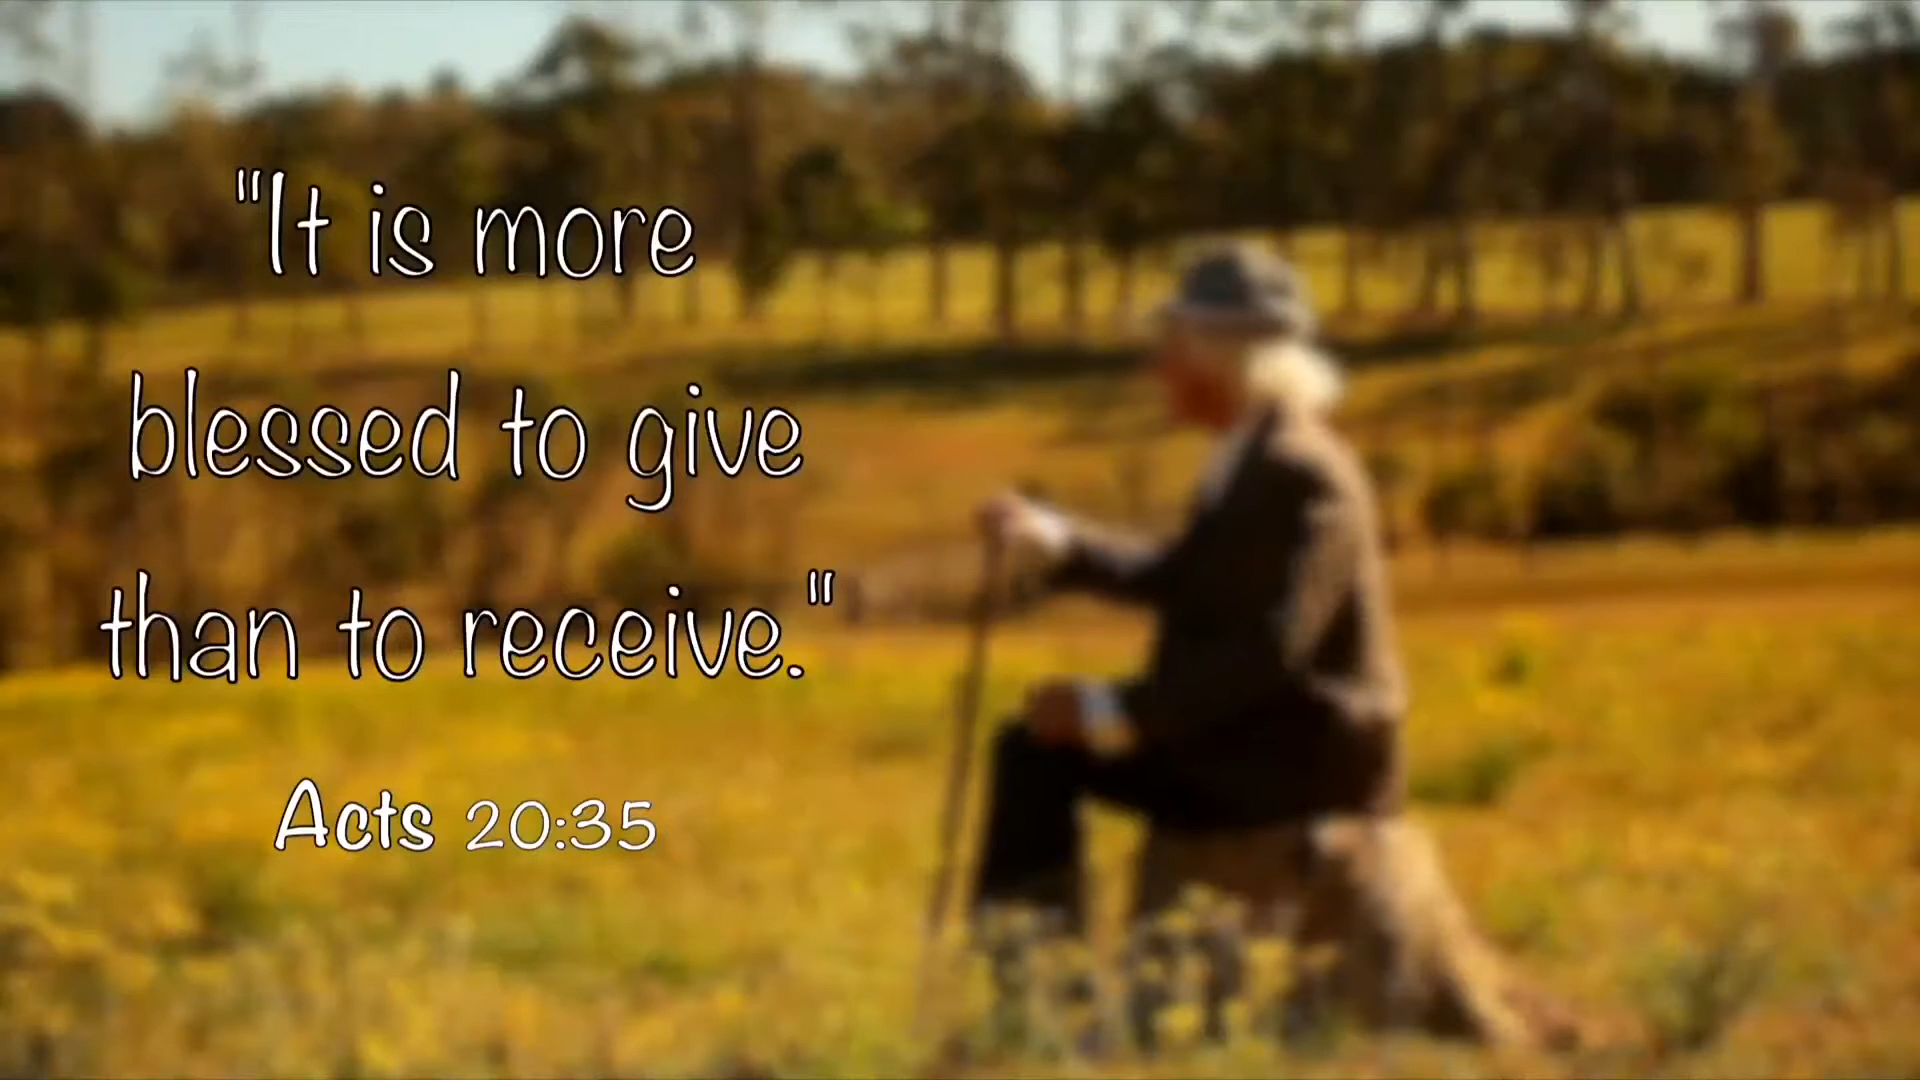 "It is more
blessed to give
than to receive."
Acts 20:35